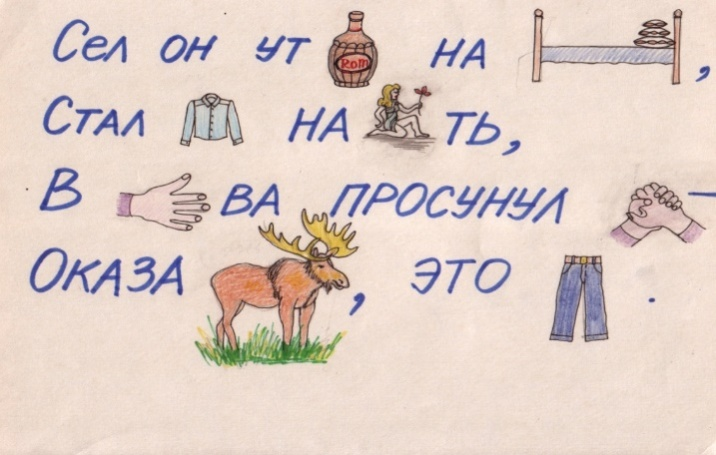 Сел он ут Rom на ,
Стал на ть,
В ва просунул –
Оказа , это .